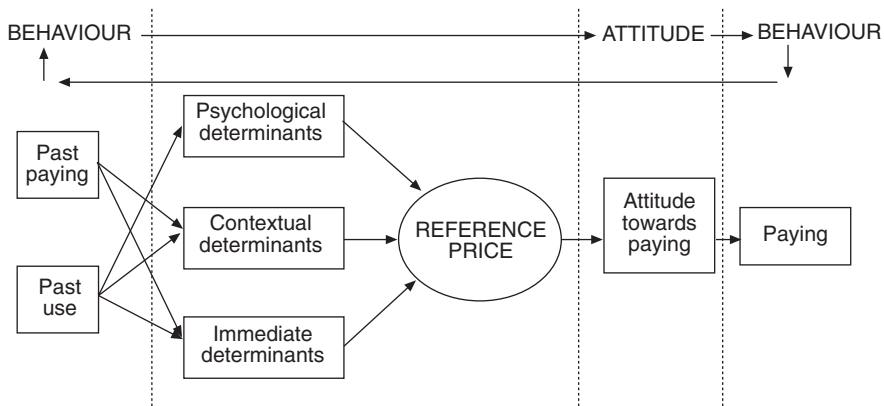 BEHAVIOUR
ATTITUDE
BEHAVIOUR
Psychological
determinants
Past
paying
Contextual
determinants
REFERENCE
PRICE
Attitude
towards
paying
Paying
Past
use
Immediate
determinants